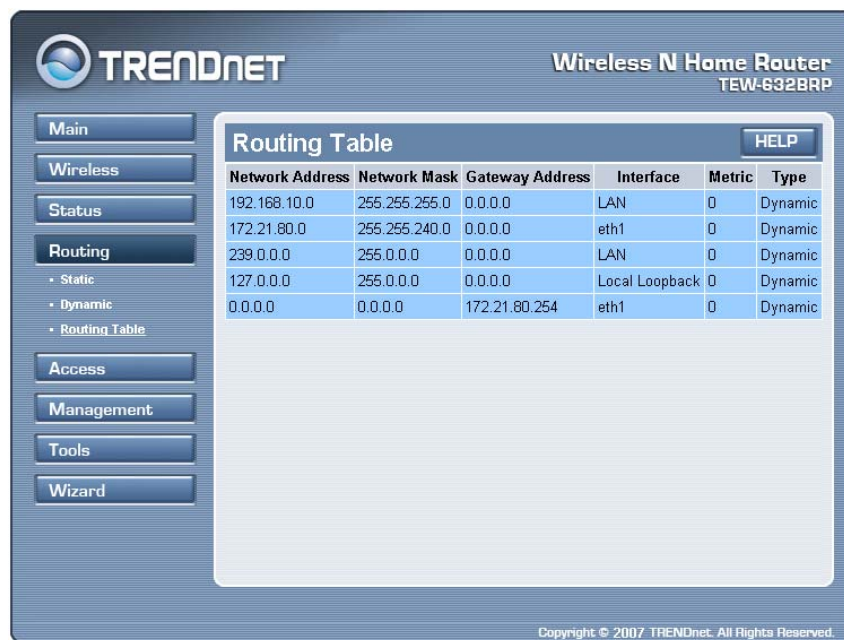 TRENDNET
Wireless N Home Router
TEW-632BRP
Main
Wireless
Status
Routing
• Static
• Dynamic
• Routing Table
Access
Management
Tools
Wizard
Routing Table
HELP
Network Address Network Mask Gateway Address Interface Metric Type
192.168.10.0 255.255.255.0 0.0.0.0 LAN 0 Dynamic
172.21.80.0 255.255.240.0 0.0.0.0 eth1 0 Dynamic
239.0.0.0 255.0.0.0 0.0.0.0 LAN 0 Dynamic
127.0.0.0 255.0.0.0 0.0.0.0 Local Loopback 0 Dynamic
0.0.0.0 0.0.0.0 172.21.80.254 eth1 0 Dynamic
Copyright © 2007 TRENDnet. All Rights Reserved.